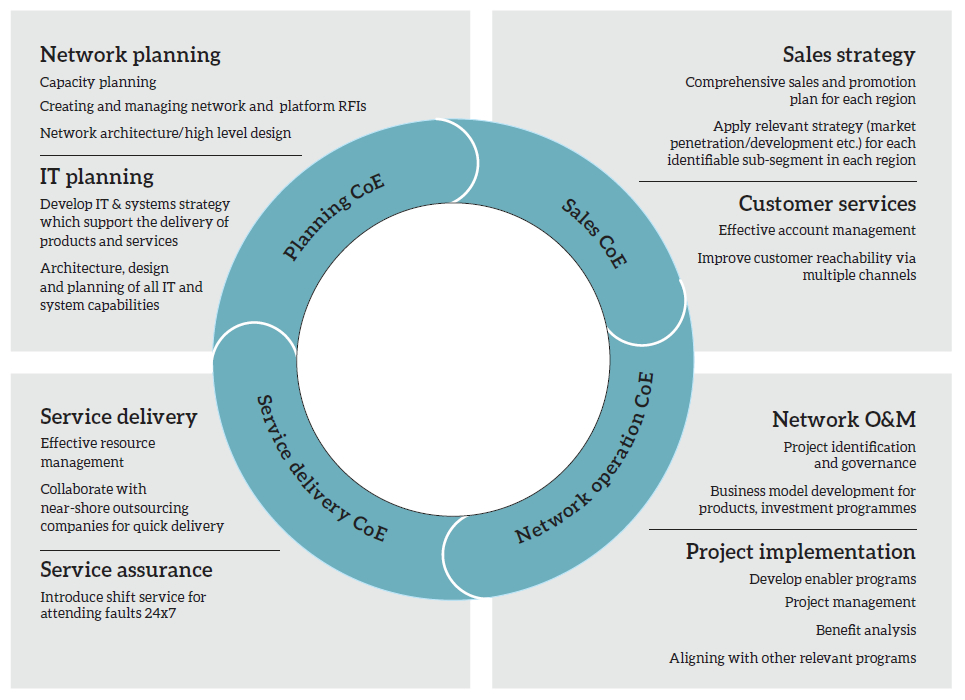 Network planning
Capacity planning
Creating and managing network and platform RFIs
Network architecture/high level design
IT planning
Develop IT & systems strategy
which support the delivery of
products and services
Architecture, design
and planning of all IT and
system capabilities
Sales strategy
Comprehensive sales and promotion
plan for each region
Apply relevant strategy (market
penetration/development etc.) for each
identifiable sub-segment in each region
Customer services
Effective account management
Improve customer reachability via
multiple channels
Planning CoE
Sales CoE
Service delivery CoE
Network operation CoE
Service delivery
Effective resource
management
Collaborate with
near-shore outsourcing
companies for quick delivery
Service assurance
Introduce shift service for
attending faults 24x7
Network O&M
Project identification
and governance
Business model development for
products, investment programmes
Project implementation
Develop enabler programs
Project management
Benefit analysis
Aligning with other relevant programs